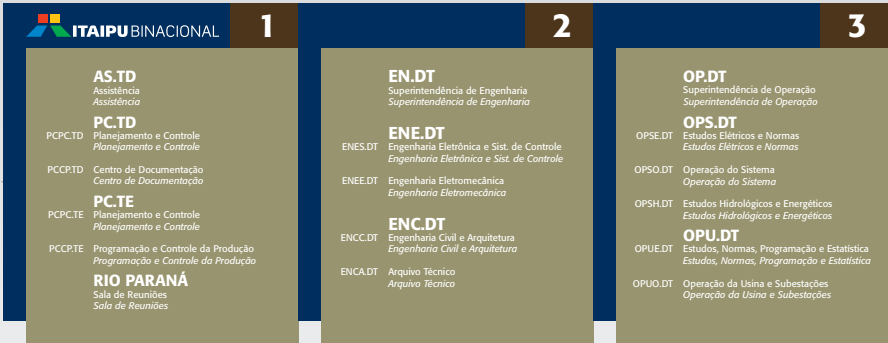 ITAIPU BINACIONAL
1
AS.TD
Assistência
Assistência
PC.TD
PCPC.TD Planejamento e Controle
Planejamento e Controle
PCCP.TD Centro de Documentação
Centro de Documentação
PC.TE
PCPC.TE Planejamento e Controle
Planejamento e Controle
PCCP.TE Programação e Controle da Produção
Programação e Controle da Produção
RIO PARANÁ
Sala de Reuniões
Sala de Reuniões
2
EN.DT
Superintendência de Engenharia
Superintendência de Engenharia
ENE.DT
ENES.DT Engenharia Eletrônica e Sist. de Controle
Engenharia Eletrônica e Sist. de Controle
ENEE.DT Engenharia Eletromecânica
Engenharia Eletromecânica
ENC.DT
ENCC.DT Engenharia Civil e Arquitetura
Engenharia Civil e Arquitetura
ENCA.DT Arquivo Técnico
Arquivo Técnico
3
OP.DT
Superintendência de Operação
Superintendência de Operação
OPS.DT
OPSE.DT Estudos Elétricos e Normas
Estudos Elétricos e Normas
OPSO.DT Operação do Sistema
Operação do Sistema
OPSH.DT Estudos Hidrológicos e Energéticos
Estudos Hidrológicos e Energéticos
OPU.DT
OPUE.DT Estudos, Normas, Programação e Estatística
Estudos, Normas, Programação e Estatística
OPUO.DT Operação da Usina e Subestações
Operação da Usina e Subestações